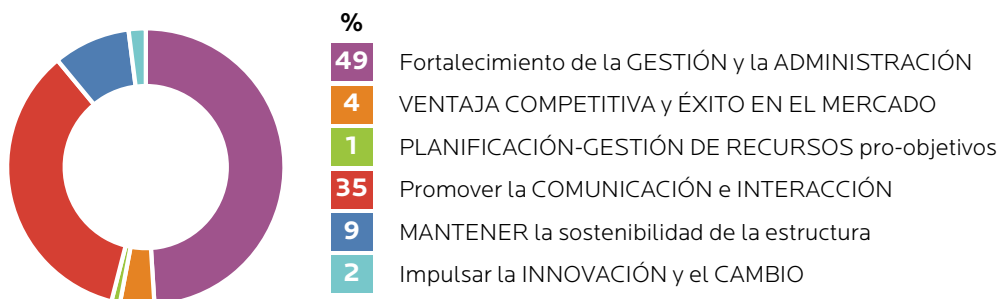 %
49 Fortalecimiento de la GESTIÓN y la ADMINISTRACIÓN
4 VENTAJA COMPETITIVA y ÉXITO EN EL MERCADO
1 PLANIFICACIÓN-GESTIÓN DE RECURSOS pro-objetivos
35 Promover la COMUNICACIÓN e INTERACCIÓN
9 MANTENER la sostenibilidad de la estructura
2 Impulsar la INNOVACIÓN y el CAMBIO